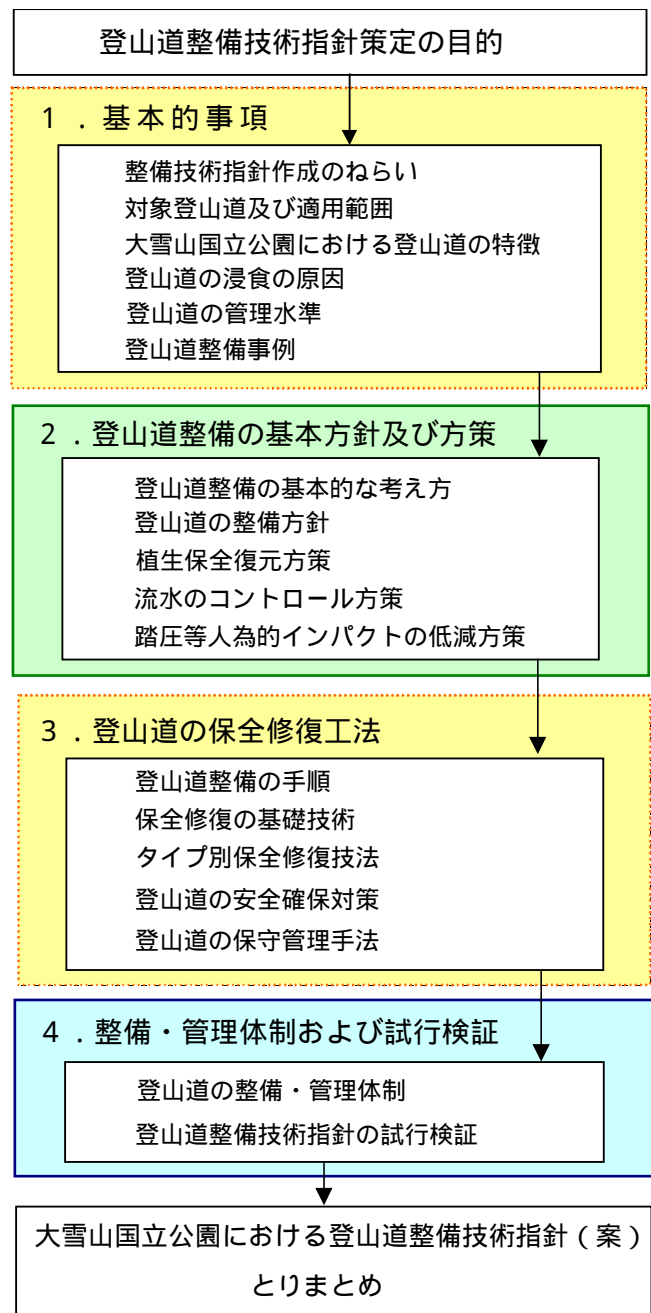 登山道整備技術指針策定の目的
1．基本的事項
整備技術指針作成のねらい
対象登山道及び適用範囲
大雪山国立公園における登山道の特徴
登山道の浸食の原因
登山道の管理水準
登山道整備事例
2．登山道整備の基本方針及び方策
登山道整備の基本的な考え方
登山道の整備方針
植生保全復元方策
流水のコントロール方策
踏圧等人為的インパクトの低減方策
3．登山道の保全修復工法
登山道整備の手順
保全修復の基礎技術
タイプ別保全修復技法
登山道の安全確保対策
登山道の保守管理手法
4．整備・管理体制および試行検証
登山道の整備・管理体制
登山道整備技術指針の試行検証
大雪山国立公園における登山道整備技術指針（案）
とりまとめ